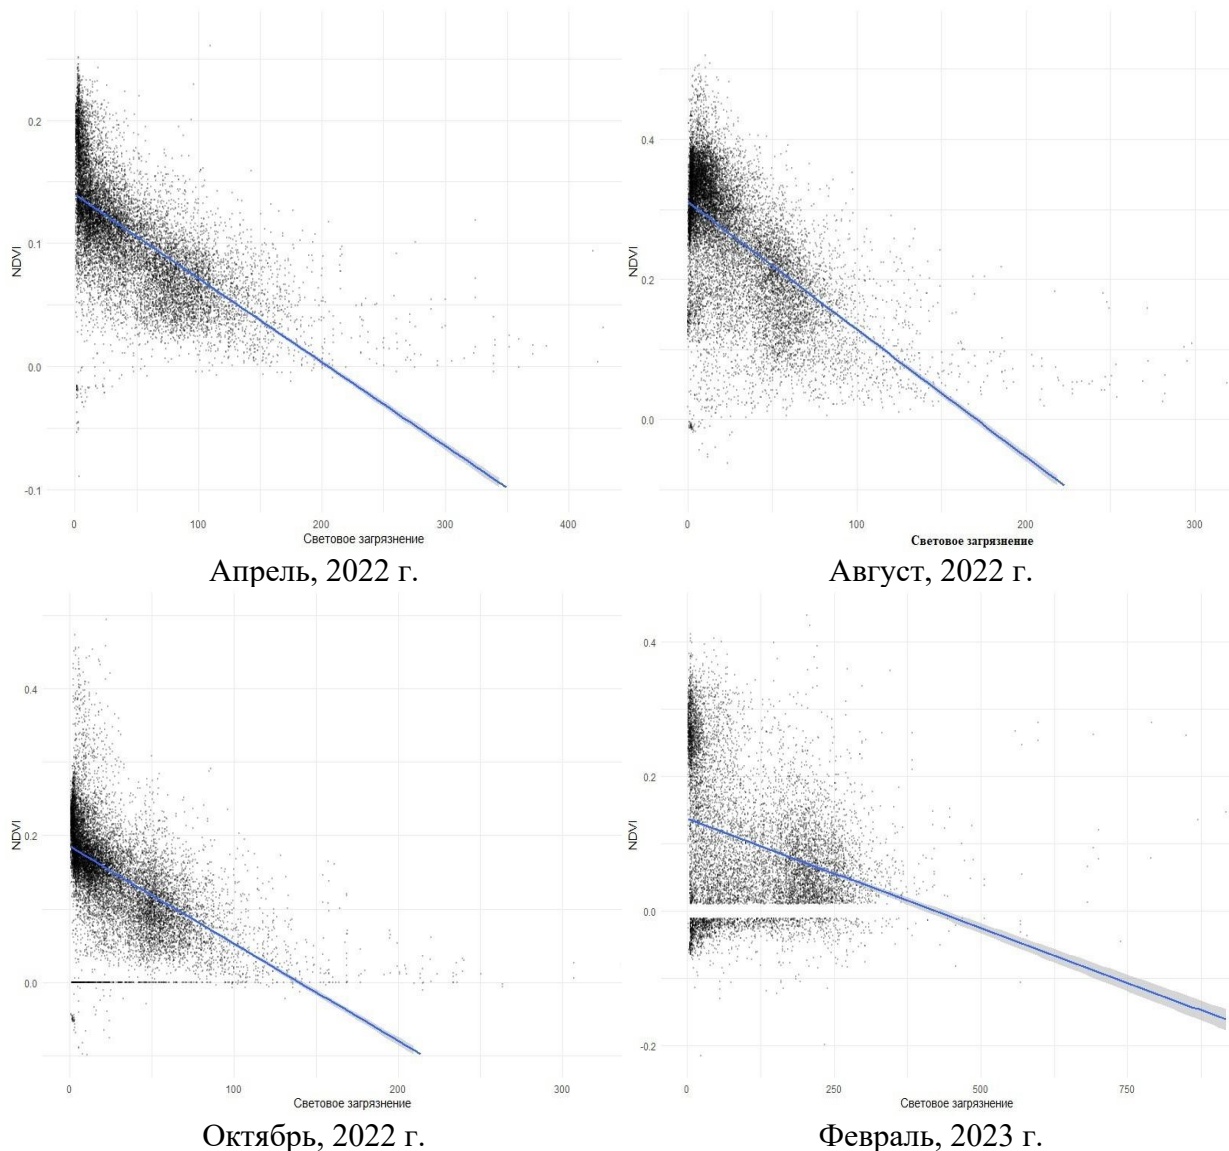 NDVI
0.2
0.1
0.0
-0.1
0 100 200 300 400
Световое загрязнение
Апрель, 2022 г.
NDVI
0.4
0.2
0.0
0 100 200 300
Световое загрязнение
Август, 2022 г.
NDVI
0.4
0.2
0.0
0 100 200 300
Световое загрязнение
Октябрь, 2022 г.
NDVI
0.4
0.2
0.0
-0.2
0 250 500 750
Световое загрязнение
Февраль, 2023 г.